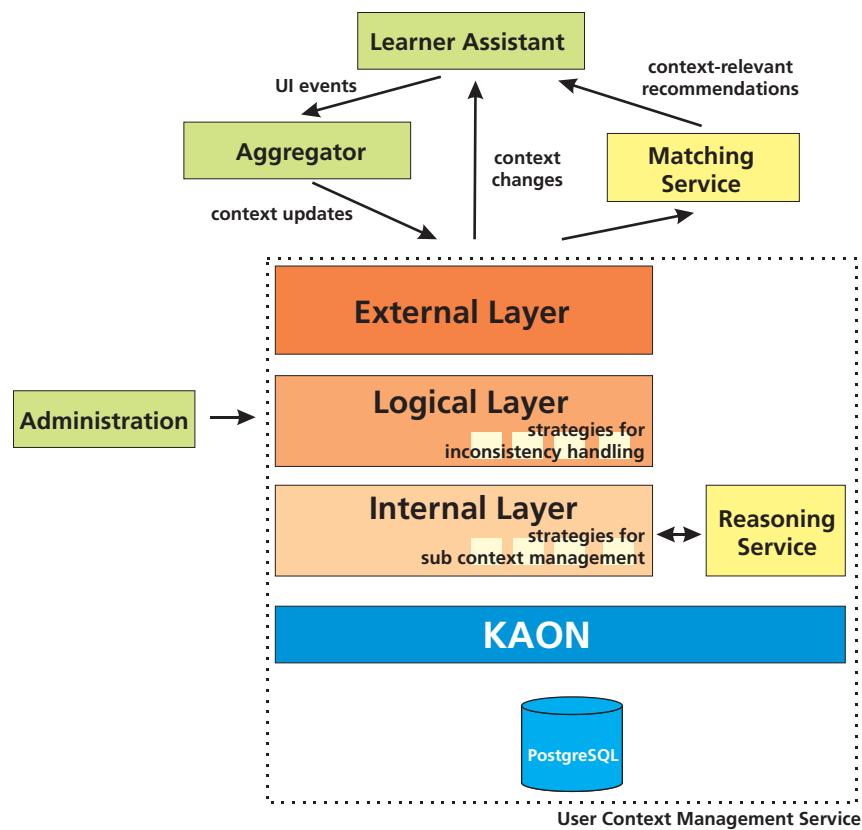 Learner Assistant
UI events
context-relevant
recommendations
Aggregator
context
changes
Matching
Service
context updates
External Layer
Administration
Logical Layer
strategies for
inconsistency handling
Internal Layer
strategies for
sub context management
Reasoning
Service
KAON
PostgreSQL
User Context Management Service